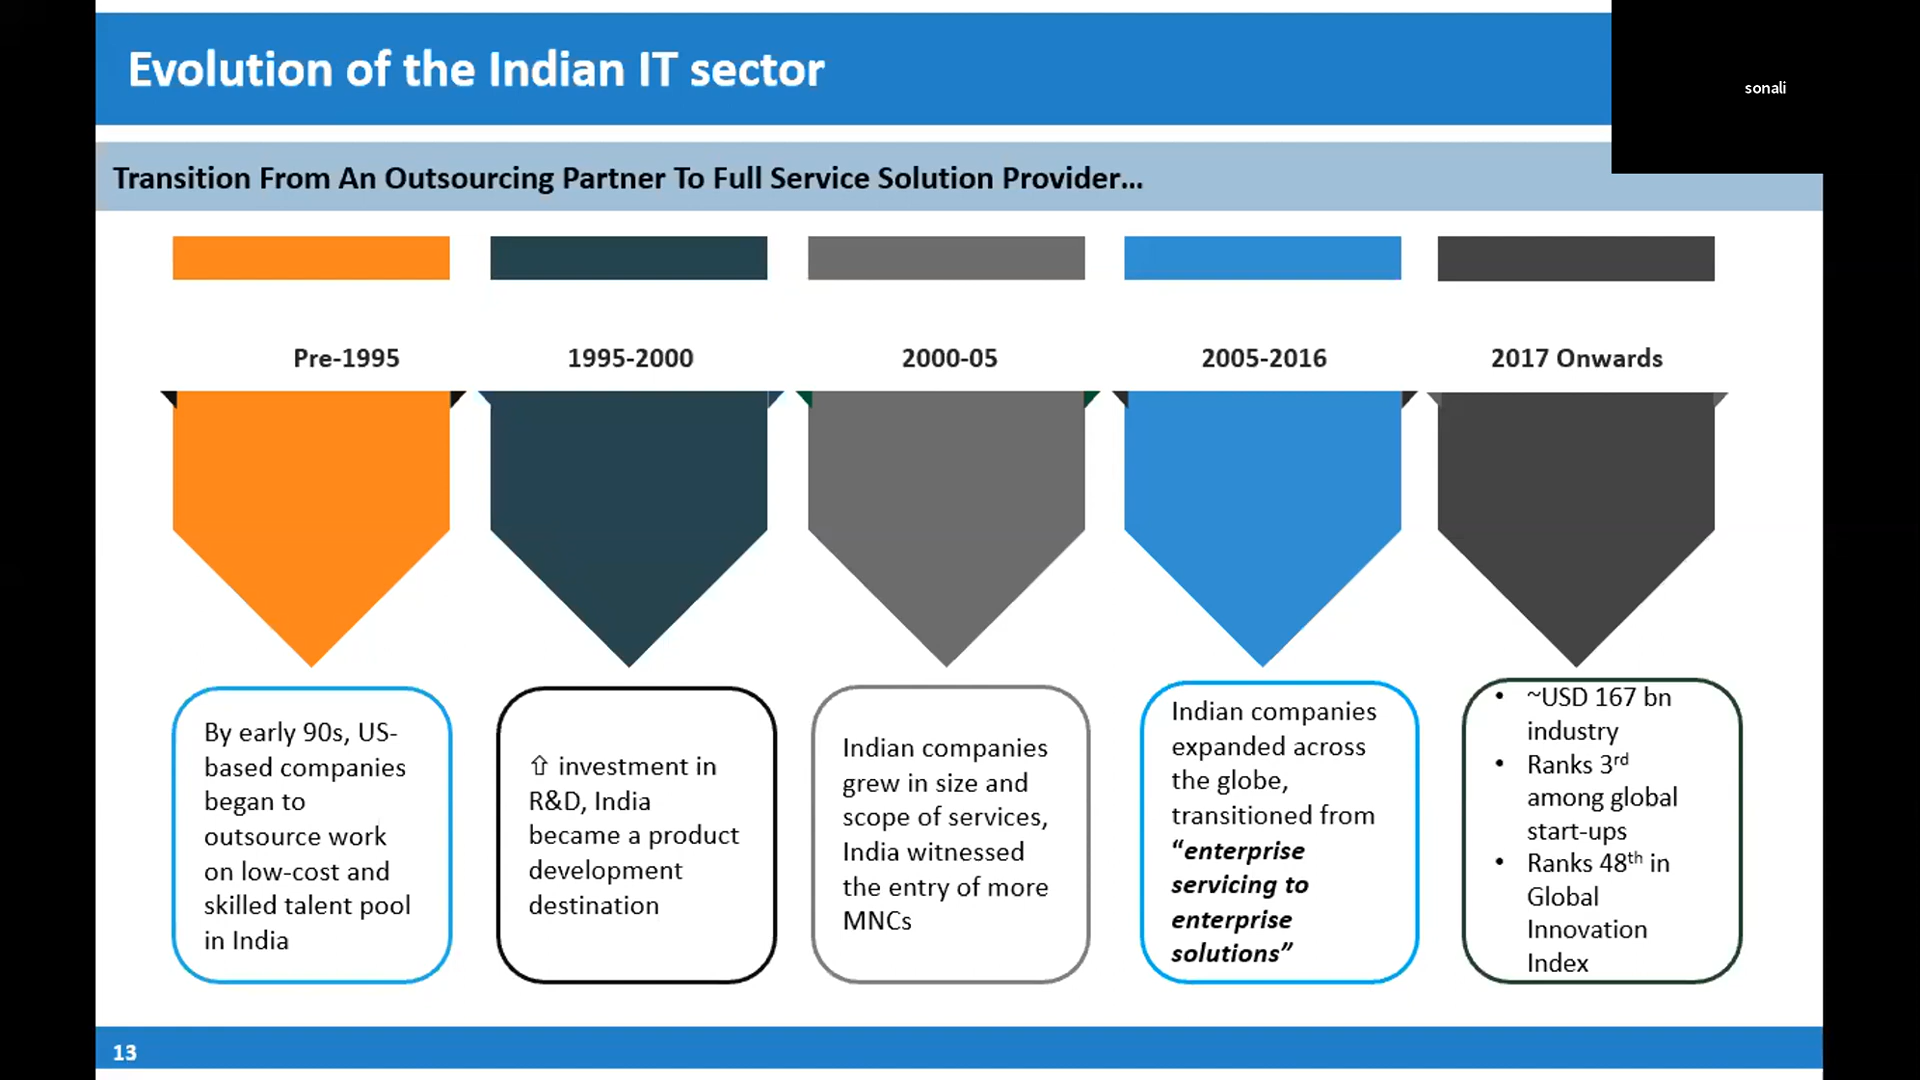 Evolution of the Indian IT sector
sonali
Transition From An Outsourcing Partner To Full Service Solution Provider...
Pre-1995
1995-2000
2000-05
2005-2016
2017 Onwards
By early 90s, US-
based companies
began to
outsource work
on low-cost and
skilled talent pool
in India
⇧ investment in
R&D, India
became a product
development
destination
Indian companies
grew in size and
scope of services,
India witnessed
the entry of more
MNCs
Indian companies
expanded across
the globe,
transitioned from
“enterprise
servicing to
enterprise
solutions”
• ~USD 167 bn
industry
• Ranks 3rd
among global
start-ups
• Ranks 48th in
Global
Innovation
Index
13